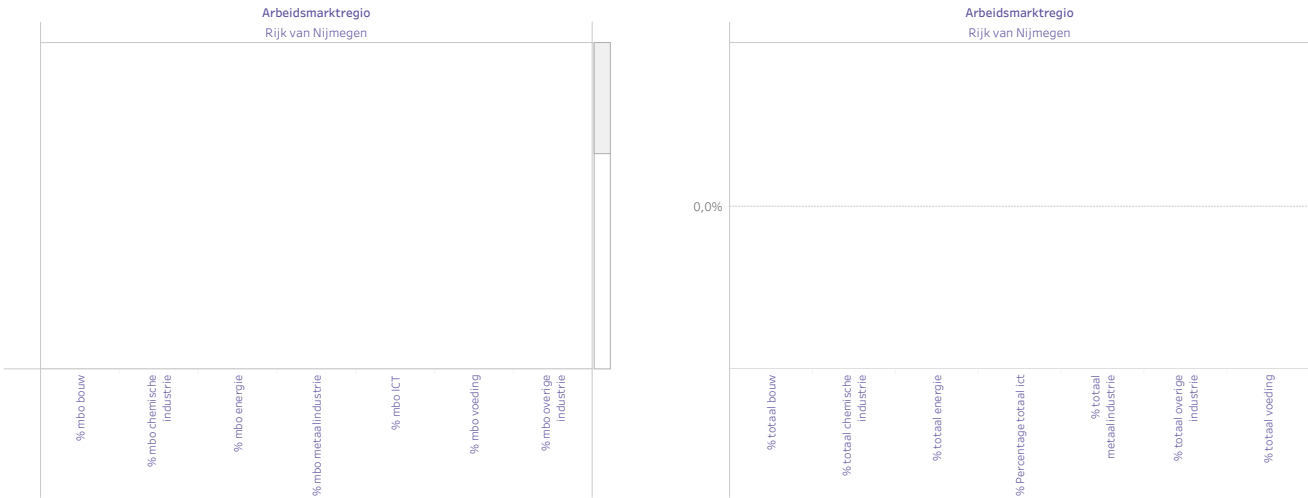 Arbeidsmarktregio
Rijk van Nijmegen
% mbo bouw
% mbo chemische
industrie
% mbo energie
% mbo metaalindustrie
% mbo ICT
% mbo voeding
% mbo overige
industrie
Arbeidsmarktregio
Rijk van Nijmegen
0,0%
% totaal bouw
% totaal chemische
industrie
% totaal energie
% Percentage totaal ict
% totaal
metaalindustrie
% totaal overige
industrie
% totaal voeding